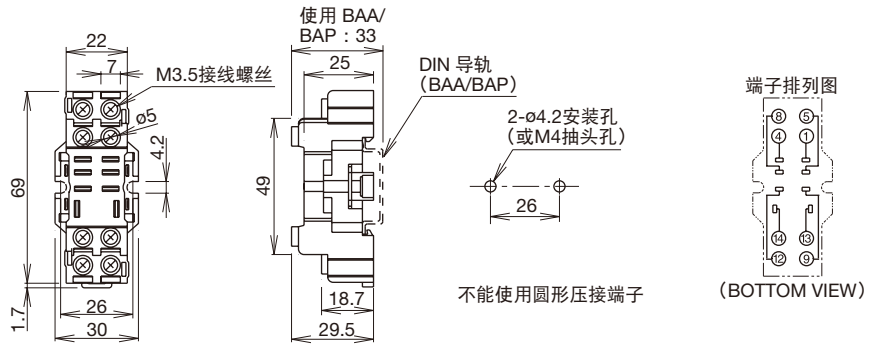 22
7
M3.5接线螺丝
ø5
4.2
69
1.7
26
30
使用 BAA/
BAP：33
25
DIN 导轨
（BAA/BAP）
49
18.7
29.5
2-ø4.2安装孔
（或M4抽头孔）
26
不能使用圆形压接端子
端子排列图
8 5
4 1
14 13
12 9
（BOTTOM VIEW）